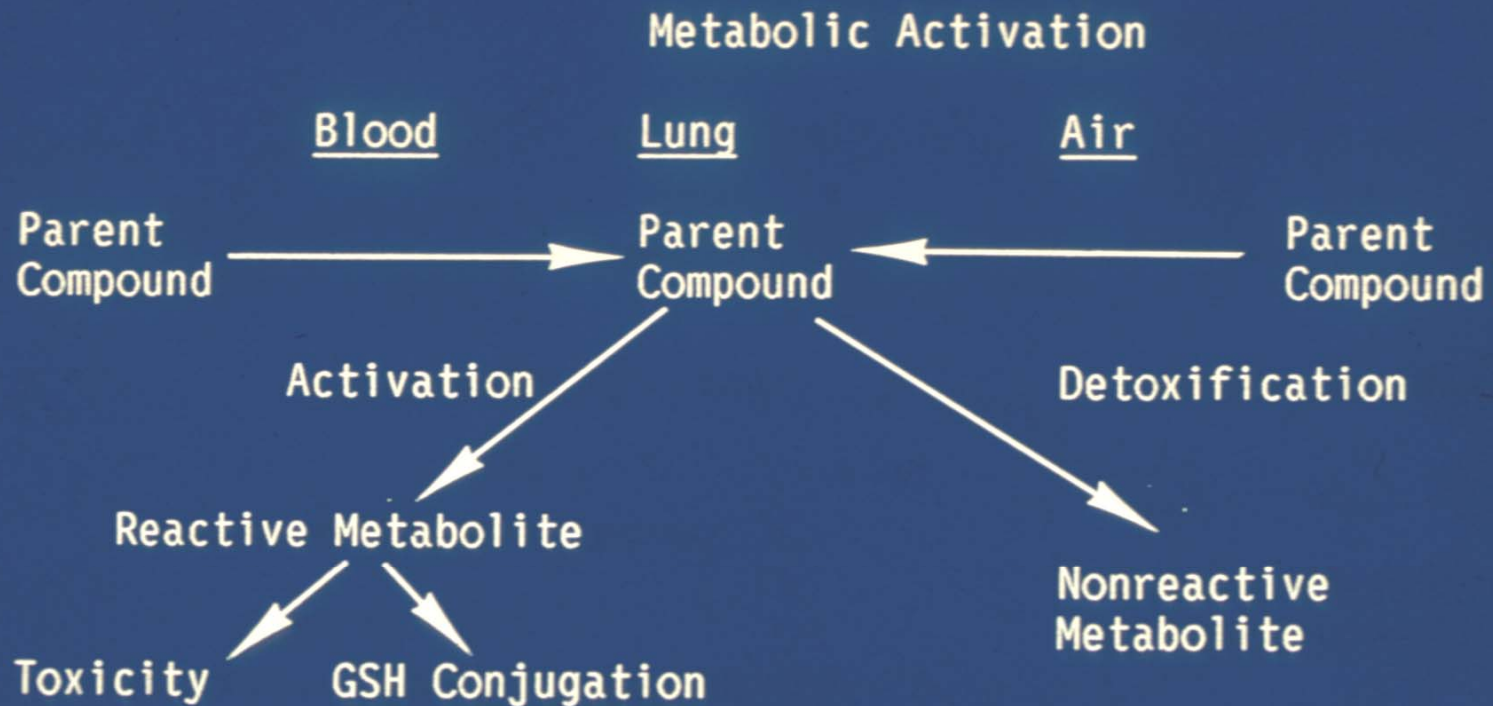 Metabolic Activation
Blood Lung Air
Parent
Compound
Parent
Compound
Parent
Compound
Activation
Detoxification
Reactive Metabolite
Nonreactive
Metabolite
Toxicity
GSH Conjugation